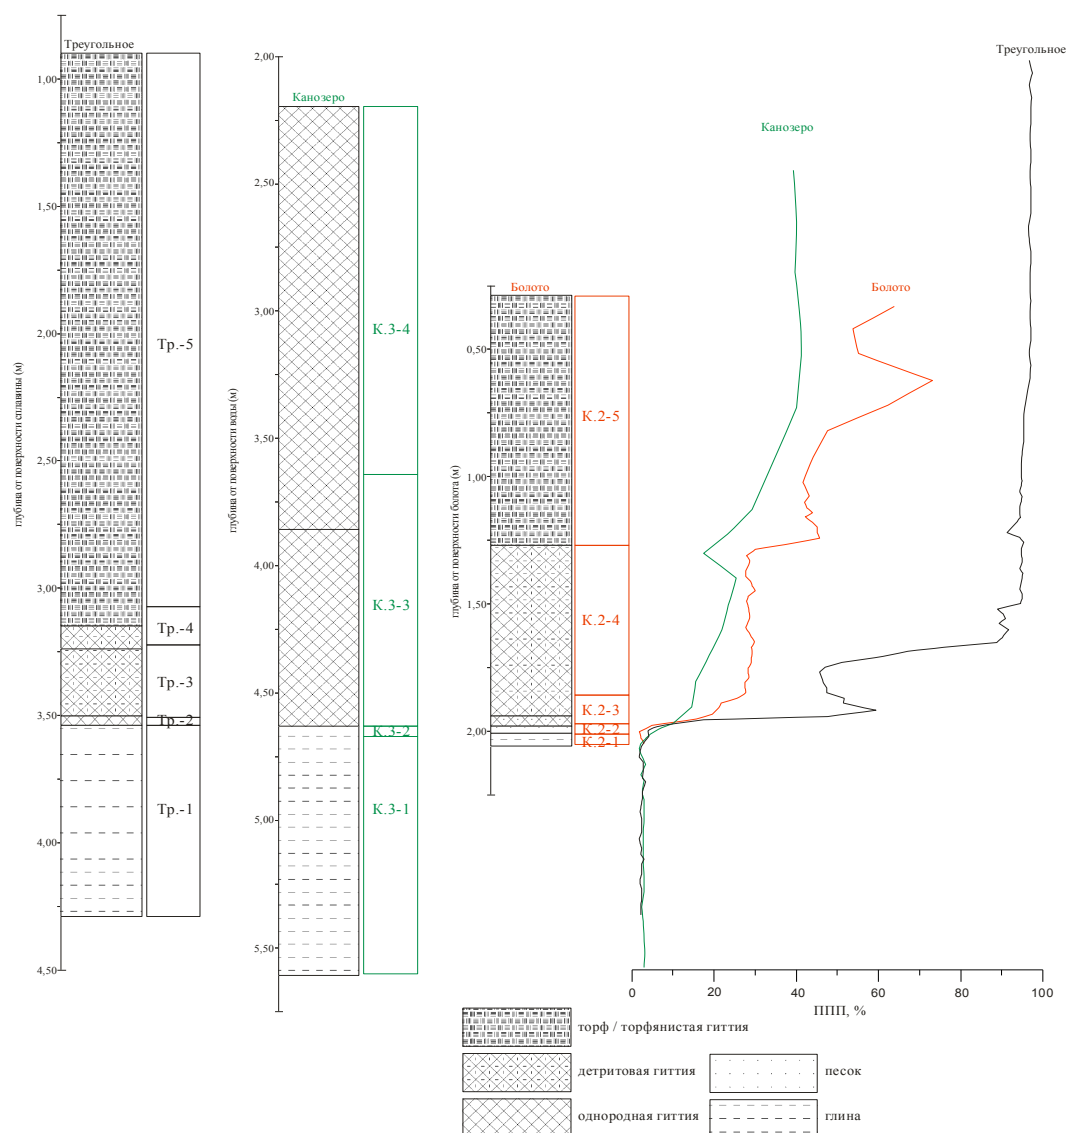 Треугольное
1,00
1,50
2,00
2,50
3,00
3,50
4,00
4,50
глубина от поверхности сплавины (м)
Тр.-5
Тр.-4
Тр.-3
Тр.-2
Тр.-1
2,00
2,50
3,00
3,50
4,00
4,50
5,00
5,50
глубина от поверхности воды (м)
Канозеро
К.3-4
К.3-3
К.3-2
К.3-1
Болото
0,50
1,00
1,50
2,00
глубина от поверхности болота (м)
К.2-5
К.2-4
К.2-3
К.2-2
К.2-1
Канозеро
Болото
Треугольное
0
20
40
60
80
100
ППП, %
торф / торфянистая гиттия
детритовая гиттия
песок
однородная гиттия
глина